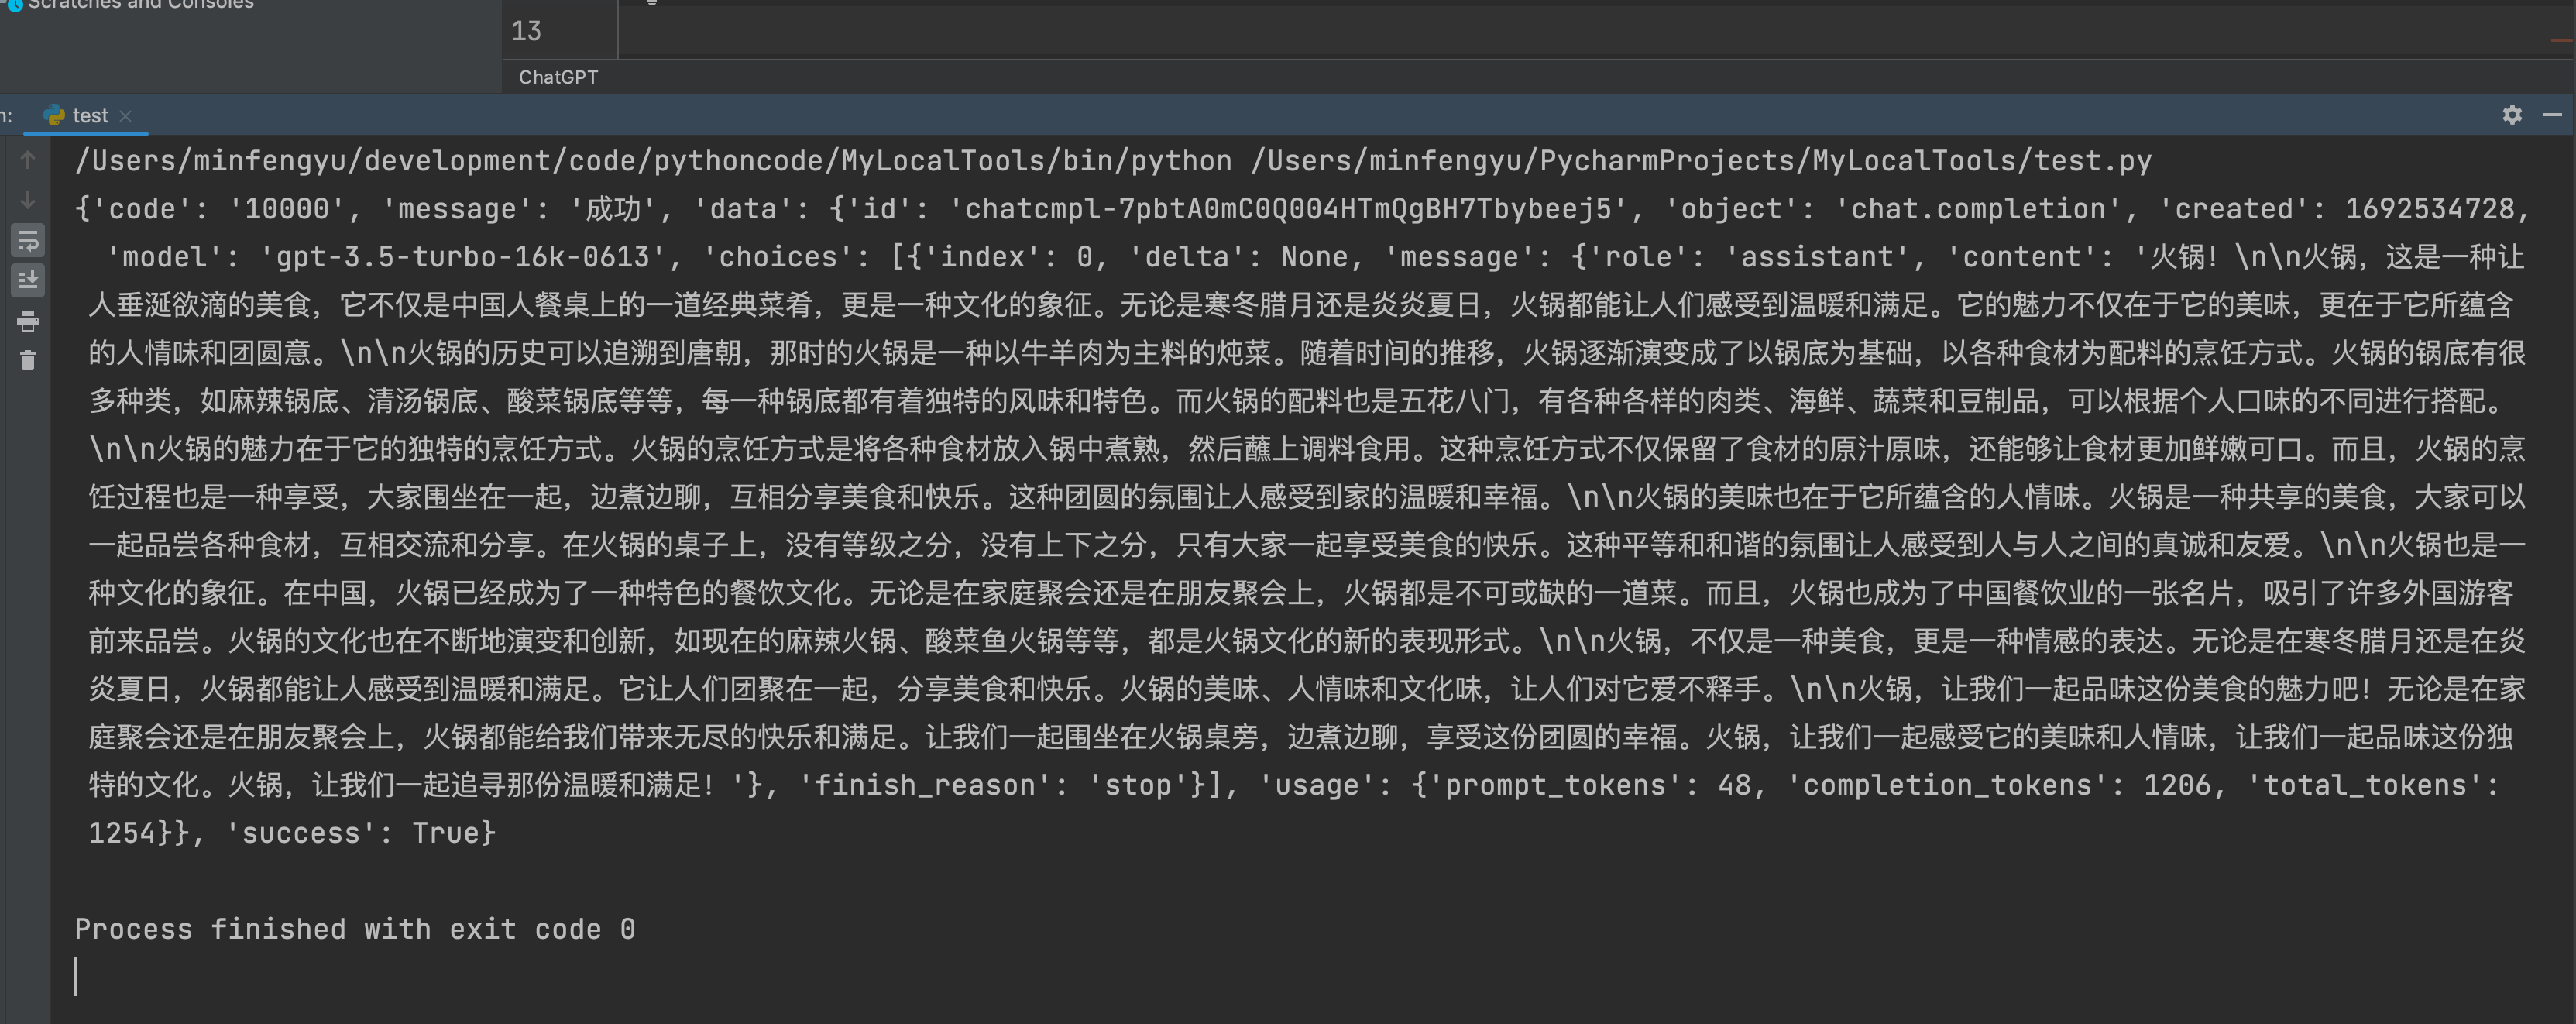 Scratches and Consoles
13
ChatGPT
n:
test
/Users/minfengyu/development/code/pythoncode/MyLocalTools/bin/python /Users/minfengyu/PycharmProjects/MyLocalTools/test.py
{'code': '10000', 'message': '成功', 'data': {'id': 'chatcmpl-7pbtA0mC0Q004HTmQgBH7Tbybeej5', 'object': 'chat.completion', 'created': 1692534728,
'model': 'gpt-3.5-turbo-16k-0613', 'choices': [{'index': 0, 'delta': None, 'message': {'role': 'assistant', 'content': '火锅！\n\n火锅，这是一种让
人垂涎欲滴的美食，它不仅是中国人餐桌上的一道经典菜肴，更是一种文化的象征。无论是寒冬腊月还是炎炎夏日，火锅都能让人们感受到温暖和满足。它的魅力不仅在于它的美味，更在于它所蕴含
的人情味和团圆意。\n\n火锅的历史可以追溯到唐朝，那时的火锅是一种以牛羊肉为主料的炖菜。随着时间的推移，火锅逐渐演变成了以锅底为基础，以各种食材为配料的烹饪方式。火锅的锅底有很
多种类，如麻辣锅底、清汤锅底、酸菜锅底等等，每一种锅底都有着独特的风味和特色。而火锅的配料也是五花八门，有各种各样的肉类、海鲜、蔬菜和豆制品，可以根据个人口味的不同进行搭配。
\n\n火锅的魅力在于它的独特的烹饪方式。火锅的烹饪方式是将各种食材放入锅中煮熟，然后蘸上调料食用。这种烹饪方式不仅保留了食材的原汁原味，还能够让食材更加鲜嫩可口。而且，火锅的烹
饪过程也是一种享受，大家围坐在一起，边煮边聊，互相分享美食和快乐。这种团圆的氛围让人感受到家的温暖和幸福。\n\n火锅的美味也在于它所蕴含的人情味。火锅是一种共享的美食，大家可以
一起品尝各种食材，互相交流和分享。在火锅的桌子上，没有等级之分，没有上下之分，只有大家一起享受美食的快乐。这种平等和和谐的氛围让人感受到人与人之间的真诚和友爱。\n\n火锅也是一
种文化的象征。在中国，火锅已经成为了一种特色的餐饮文化。无论是在家庭聚会还是在朋友聚会上，火锅都是不可或缺的一道菜。而且，火锅也成为了中国餐饮业的一张名片，吸引了许多外国游客
前来品尝。火锅的文化也在不断地演变和创新，如现在的麻辣火锅、酸菜鱼火锅等等，都是火锅文化的新的表现形式。\n\n火锅，不仅是一种美食，更是一种情感的表达。无论是在寒冬腊月还是在炎
炎夏日，火锅都能让人感受到温暖和满足。它让人们团聚在一起，分享美食和快乐。火锅的美味、人情味和文化味，让人们对它爱不释手。\n\n火锅，让我们一起品味这份美食的魅力吧！无论是在家
庭聚会还是在朋友聚会上，火锅都能给我们带来无尽的快乐和满足。让我们一起围坐在火锅桌旁，边煮边聊，享受这份团圆的幸福。火锅，让我们一起感受它的美味和人情味，让我们一起品味这份独
特的文化。火锅，让我们一起追寻那份温暖和满足！'}, 'finish_reason': 'stop'}], 'usage': {'prompt_tokens': 48, 'completion_tokens': 1206, 'total_tokens':
1254}}, 'success': True}
Process finished with exit code 0